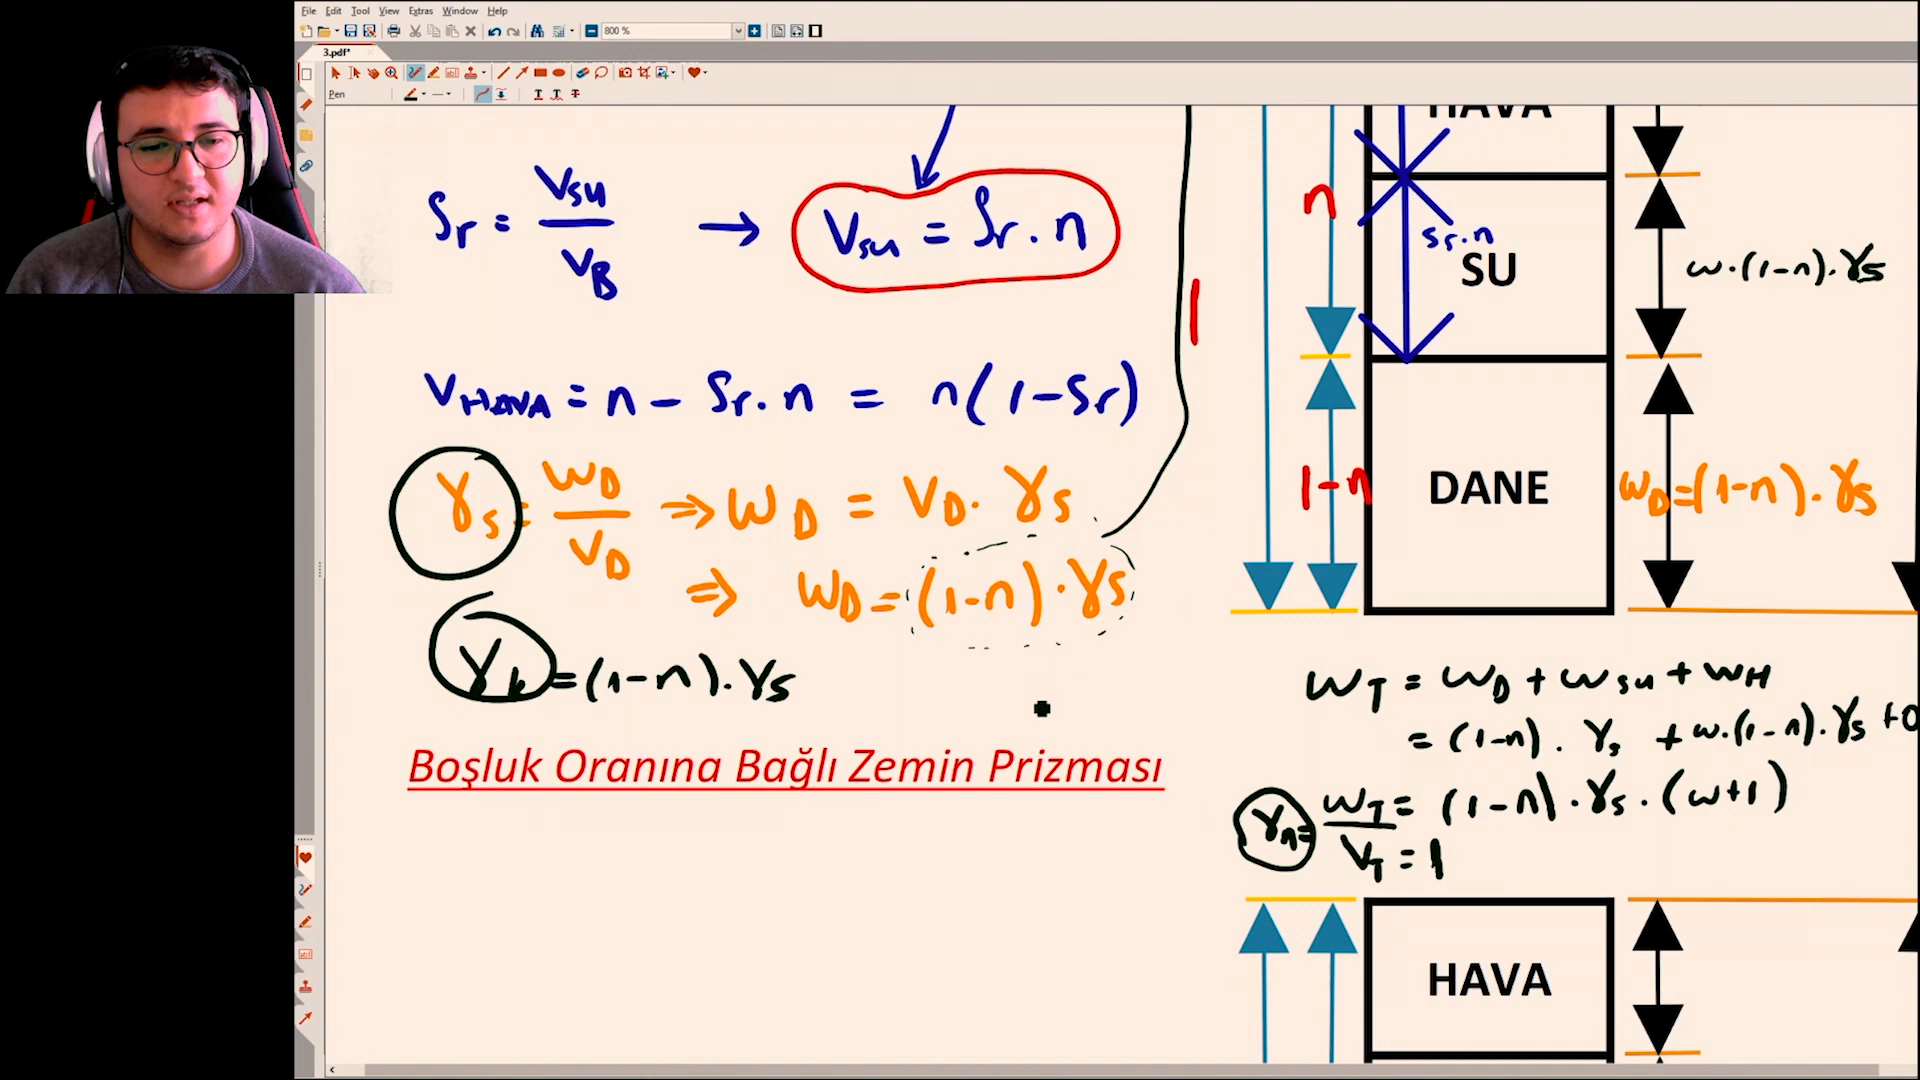 File Edit Tool View Extras Window Help
800 %
3.pdf*
Pen
HAVA
Sr = Vsu / VB → Vsu = Sr . n
n
Sr.n
SU
w.(1-n).γs
1
VHAVA = n - Sr.n = n(1-Sr)
γs = WD / VD ⇒ WD = VD . γs
1-n
DANE
WD=(1-n).γs
⇒ WD=(1-n).γs
γk=(1-n).γs
WT = WD + Wsu + WH
= (1-n) . γs + w.(1-n).γs +0
Boşluk Oranına Bağlı Zemin Prizması
γn= WT = (1-n).γs.(w+1)
VT = 1
HAVA